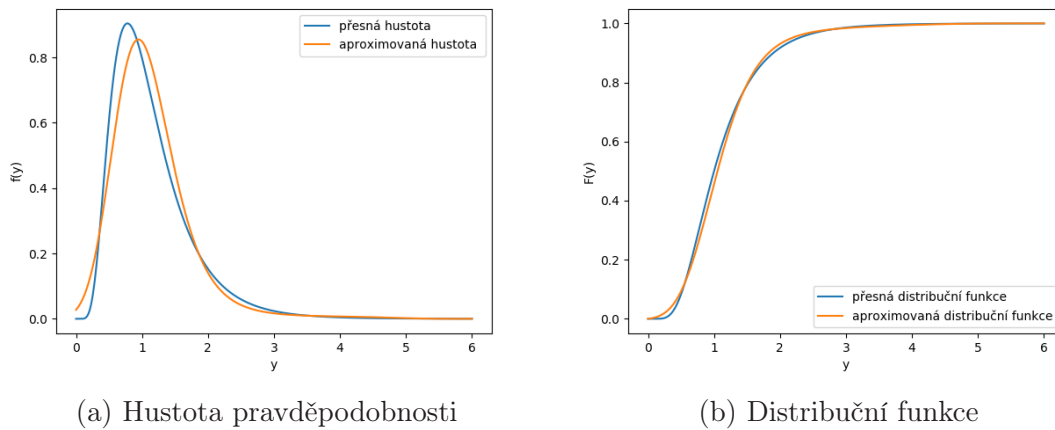 přesná hustota
aproximovaná hustota
f(y)
0.8
0.6
0.4
0.2
0.0
0 1 2 3 4 5 6
y
1.0
0.8
0.6
0.4
0.2
0.0
F(y)
přesná distribuční funkce
aproximovaná distribuční funkce
0 1 2 3 4 5 6
y
(a) Hustota pravděpodobnosti
(b) Distribuční funkce